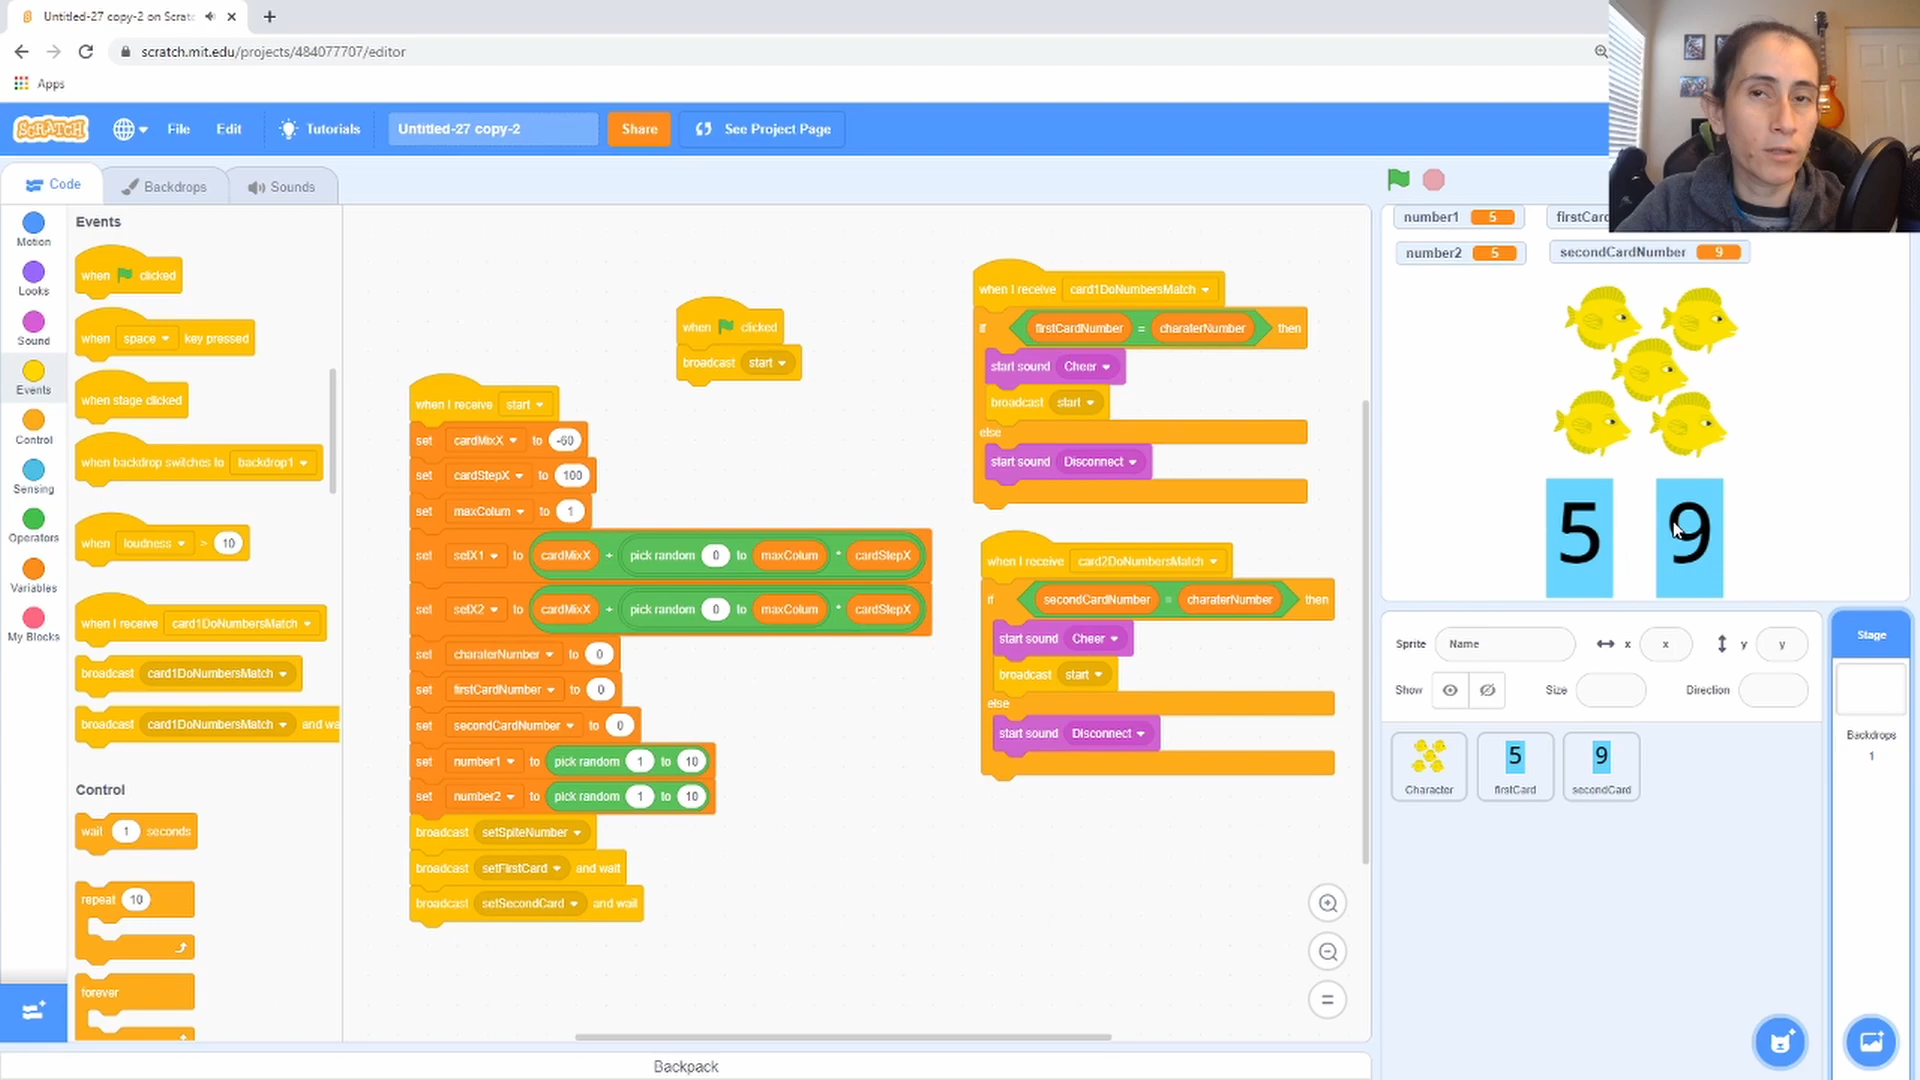 Untitled-27 copy-2 on Scratc
scratch.mit.edu/projects/484077707/editor
Apps
SCRATCH
File
Edit
Tutorials
Untitled-27 copy-2
Share
See Project Page
Code
Backdrops
Sounds
Motion
Looks
Sound
Events
Control
Sensing
Operators
Variables
My Blocks
Events
when clicked
when space key pressed
when stage clicked
when backdrop switches to backdrop1
when loudness > 10
when I receive card1DoNumbersMatch
broadcast card1DoNumbersMatch
broadcast card1DoNumbersMatch and wa
Control
wait 1 seconds
repeat 10
forever
when clicked
broadcast start
when I receive start
set cardMixX to -60
set cardStepX to 100
set maxColum to 1
set selX1 to cardMixX + pick random 0 to maxColum * cardStepX
set selX2 to cardMixX + pick random 0 to maxColum * cardStepX
set charaterNumber to 0
set firstCardNumber to 0
set secondCardNumber to 0
set number1 to pick random 1 to 10
set number2 to pick random 1 to 10
broadcast setSpiteNumber
broadcast setFirstCard and wait
broadcast setSecondCard and wait
when I receive card1DoNumbersMatch
if firstCardNumber = charaterNumber then
start sound Cheer
broadcast start
else
start sound Disconnect
when I receive card2DoNumbersMatch
if secondCardNumber = charaterNumber then
start sound Cheer
broadcast start
else
start sound Disconnect
number1 5
firstCar
number2 5
secondCardNumber 9
5 9
Sprite Name x x y y
Show Size Direction
Character
5
firstCard
9
secondCard
Stage
Backdrops
1
Backpack